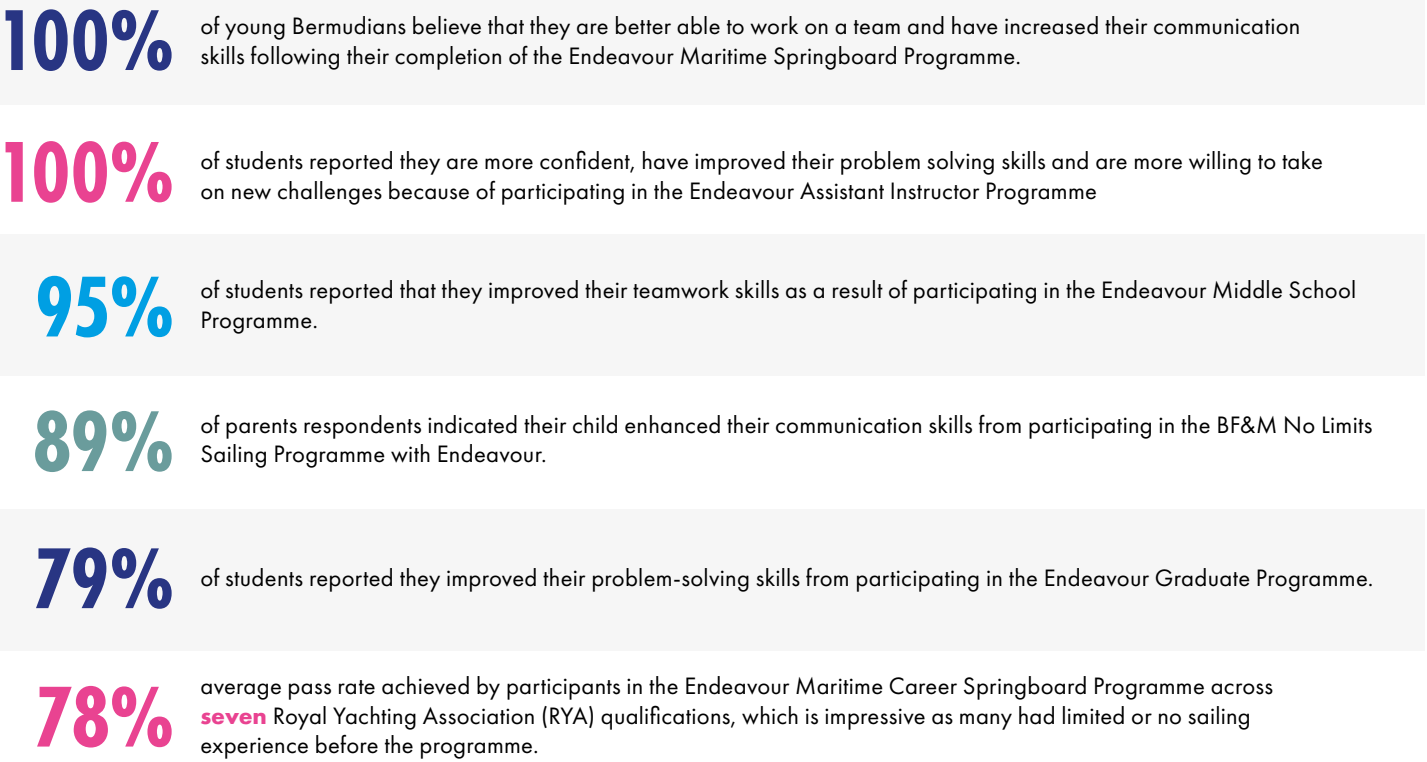 100%
of young Bermudians believe that they are better able to work on a team and have increased their communication
skills following their completion of the Endeavour Maritime Springboard Programme.
100%
of students reported they are more confident, have improved their problem solving skills and are more willing to take
on new challenges because of participating in the Endeavour Assistant Instructor Programme
95%
of students reported that they improved their teamwork skills as a result of participating in the Endeavour Middle School
Programme.
89%
of parents respondents indicated their child enhanced their communication skills from participating in the BF&M No Limits
Sailing Programme with Endeavour.
79%
of students reported they improved their problem-solving skills from participating in the Endeavour Graduate Programme.
78%
average pass rate achieved by participants in the Endeavour Maritime Career Springboard Programme across
seven Royal Yachting Association (RYA) qualifications, which is impressive as many had limited or no sailing
experience before the programme.